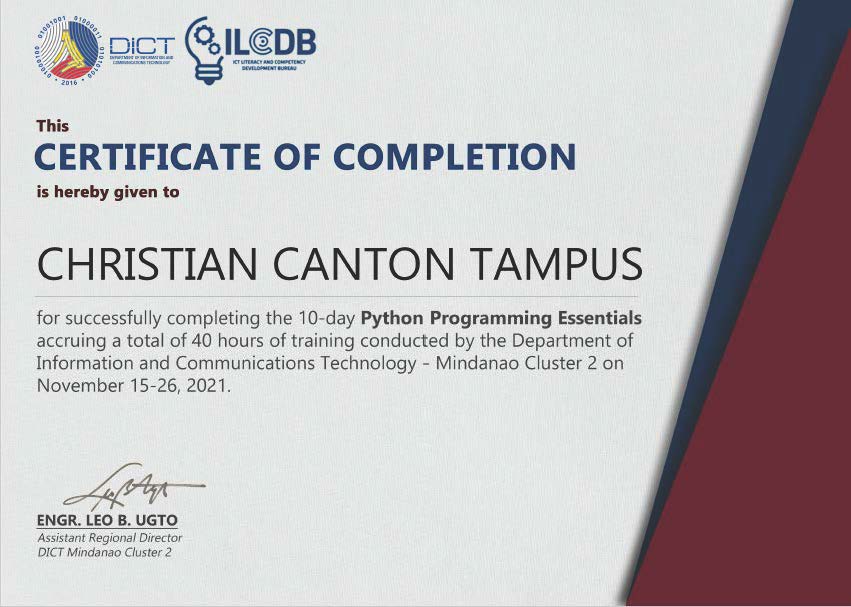 01000100 01001001 01000011 01010100
2016
DICT
DEPARTMENT OF INFORMATION AND
COMMUNICATIONS TECHNOLOGY
ILCDB
ICT LITERACY AND COMPETENCY
DEVELOPMENT BUREAU
This
CERTIFICATE OF COMPLETION
is hereby given to
CHRISTIAN CANTON TAMPUS
for successfully completing the 10-day Python Programming Essentials
accruing a total of 40 hours of training conducted by the Department of
Information and Communications Technology - Mindanao Cluster 2 on
November 15-26, 2021.
ENGR. LEO B. UGTO
Assistant Regional Director
DICT Mindanao Cluster 2